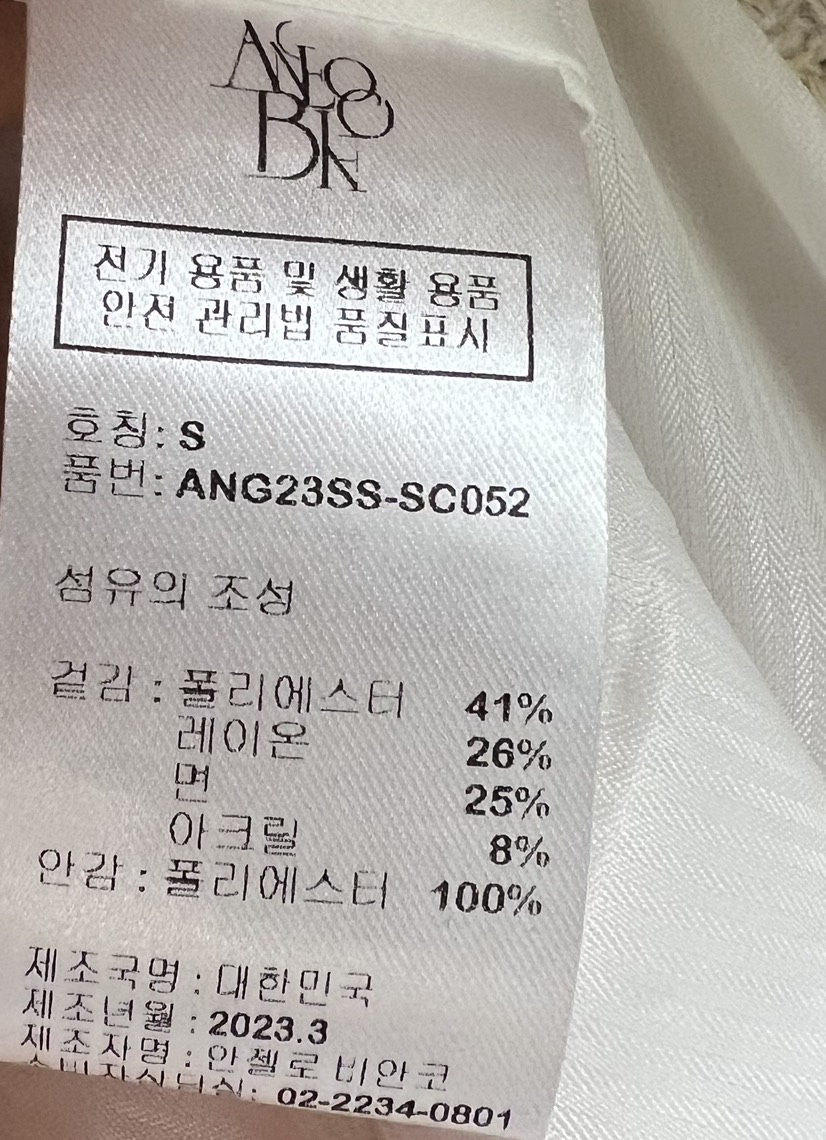 ANGELO
BIANCO
전기 용품 및 생활 용품
안전 관리법 품질표시
호칭: S
품번: ANG23SS-SC052
섬유의 조성
겉감 : 폴리에스터 41%
레이온 26%
면 25%
아크릴 8%
안감 : 폴리에스터 100%
제조국명 : 대한민국
제조년월 : 2023.3
제조자명 : 안젤로 비안코
02-2234-0801